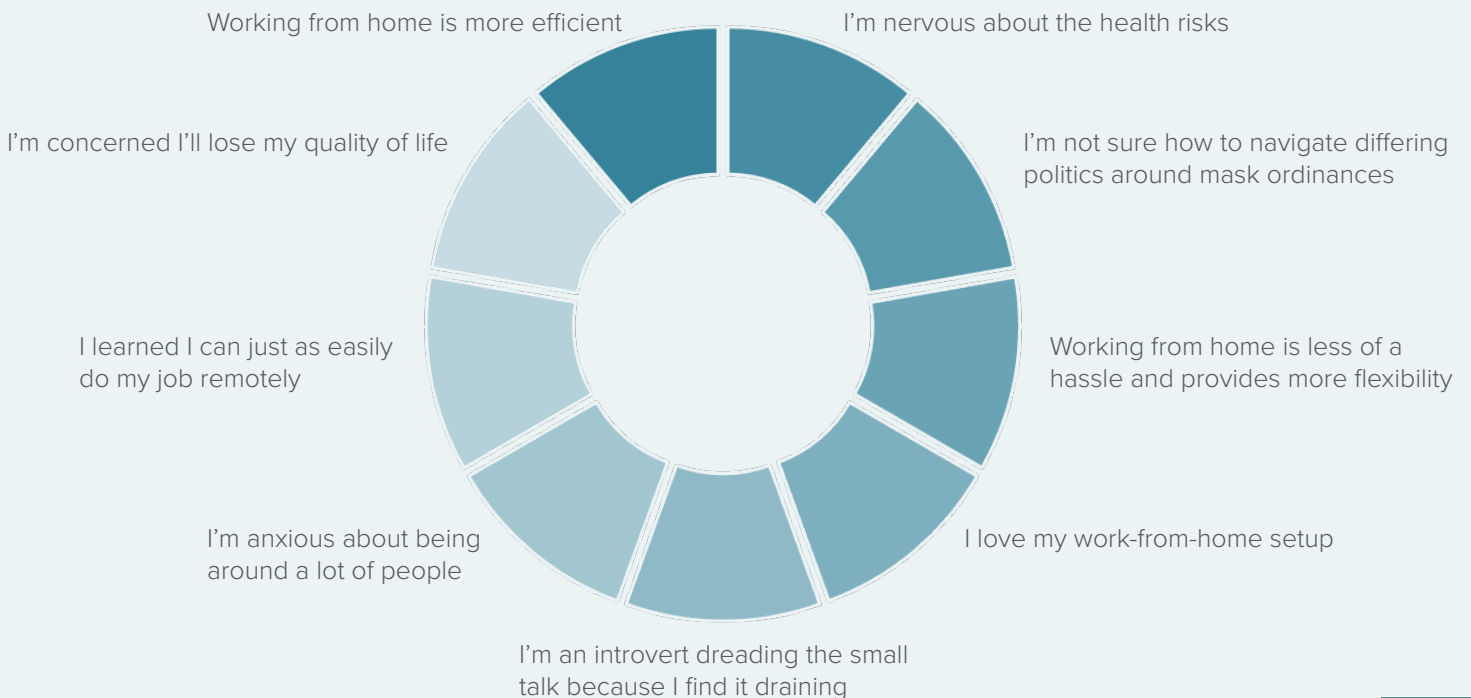 Working from home is more efficient
I'm nervous about the health risks
I'm concerned I'll lose my quality of life
I'm not sure how to navigate differing
politics around mask ordinances
I learned I can just as easily
do my job remotely
Working from home is less of a
hassle and provides more flexibility
I'm anxious about being
around a lot of people
I love my work-from-home setup
I'm an introvert dreading the small
talk because I find it draining